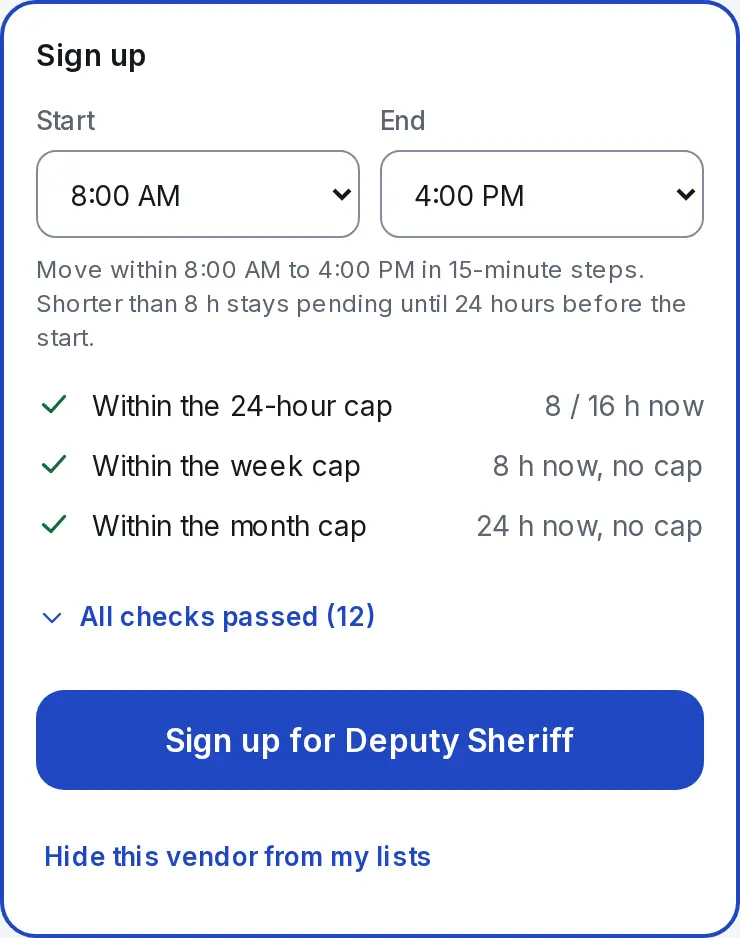 Sign up
Start End
8:00 AM 4:00 PM
Move within 8:00 AM to 4:00 PM in 15-minute steps.
Shorter than 8 h stays pending until 24 hours before the
start.
Within the 24-hour cap 8 / 16 h now
Within the week cap 8 h now, no cap
Within the month cap 24 h now, no cap
All checks passed (12)
Sign up for Deputy Sheriff
Hide this vendor from my lists